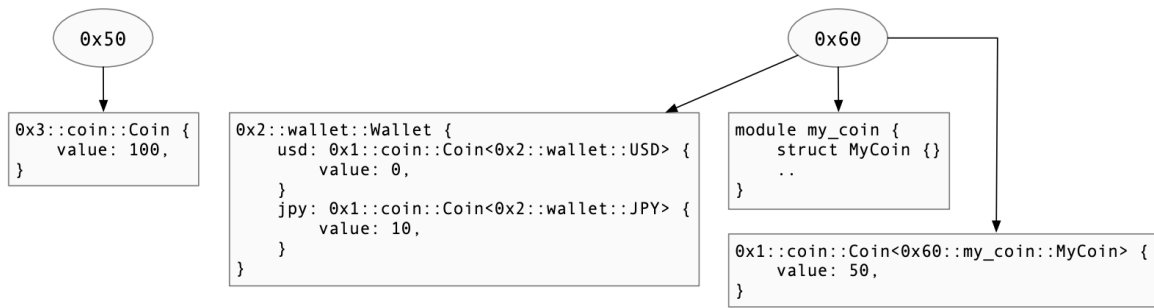 0x50
0x60
0x3::coin::Coin {
    value: 100,
}
0x2::wallet::Wallet {
    usd: 0x1::coin::Coin<0x2::wallet::USD> {
        value: 0,
    }
    jpy: 0x1::coin::Coin<0x2::wallet::JPY> {
        value: 10,
    }
}
module my_coin {
    struct MyCoin {}
    ..
}
0x1::coin::Coin<0x60::my_coin::MyCoin> {
    value: 50,
}